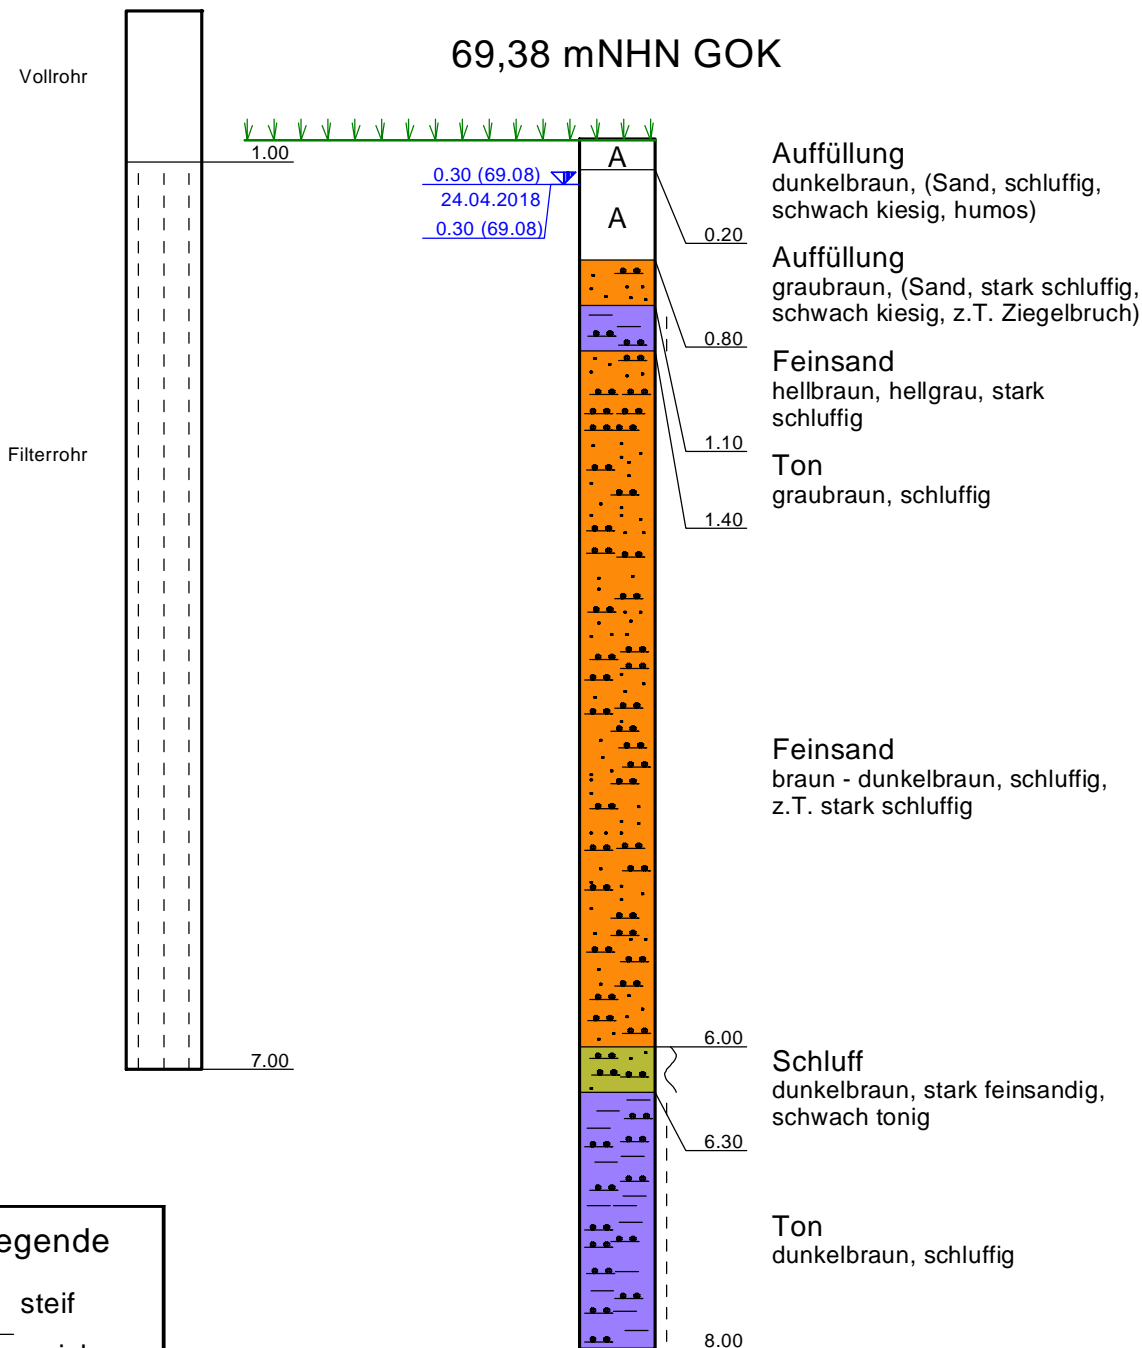 69,38 mNHN GOK
Vollrohr
1.00
Filterrohr
7.00
0.30 (69.08)
24.04.2018
0.30 (69.08)
A
A
Auffüllung
dunkelbraun, (Sand, schluffig,
schwach kiesig, humos)
0.20
Auffüllung
graubraun, (Sand, stark schluffig,
schwach kiesig, z.T. Ziegelbruch)
0.80
Feinsand
hellbraun, hellgrau, stark
schluffig
1.10
Ton
graubraun, schluffig
1.40
Feinsand
braun - dunkelbraun, schluffig,
z.T. stark schluffig
6.00
Schluff
dunkelbraun, stark feinsandig,
schwach tonig
6.30
Ton
dunkelbraun, schluffig
8.00
egende
steif